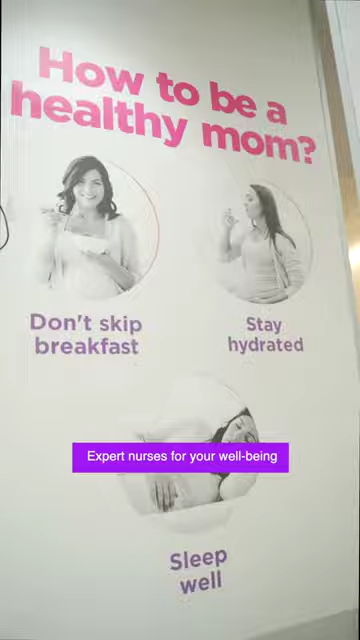 How to be a
healthy mom?
Don't skip
breakfast
Stay
hydrated
Expert nurses for your well-being
Sleep
well